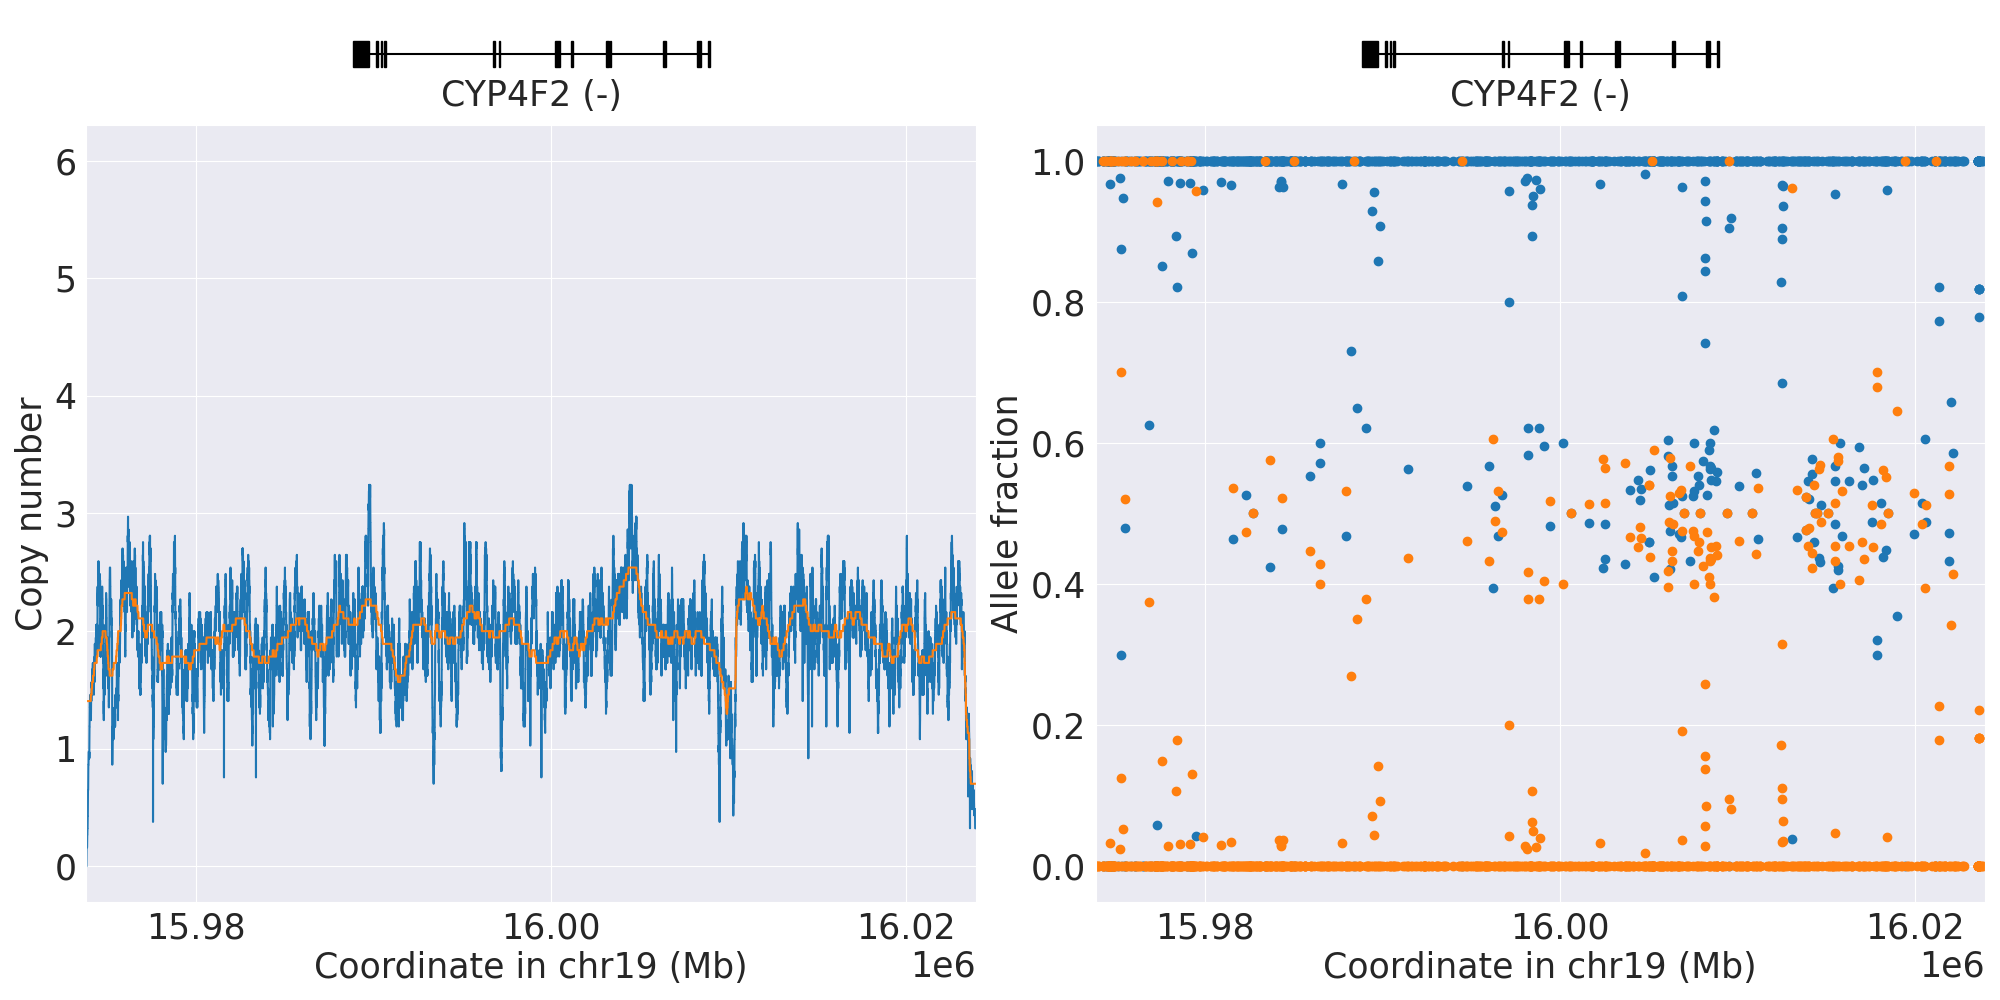 CYP4F2 (-)
Copy number
6
5
4
3
2
1
0
15.98
16.00
16.02
Coordinate in chr19 (Mb)
1e6
CYP4F2 (-)
Allele fraction
1.0
0.8
0.6
0.4
0.2
0.0
15.98
16.00
16.02
Coordinate in chr19 (Mb)
1e6